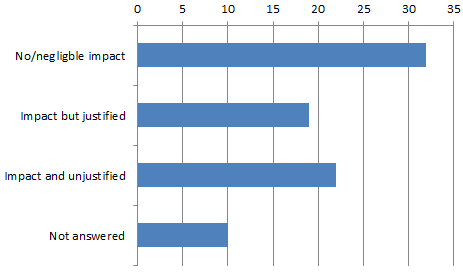 0 5 10 15 20 25 30 35
No/negligble impact
Impact but justified
Impact and unjustified
Not answered